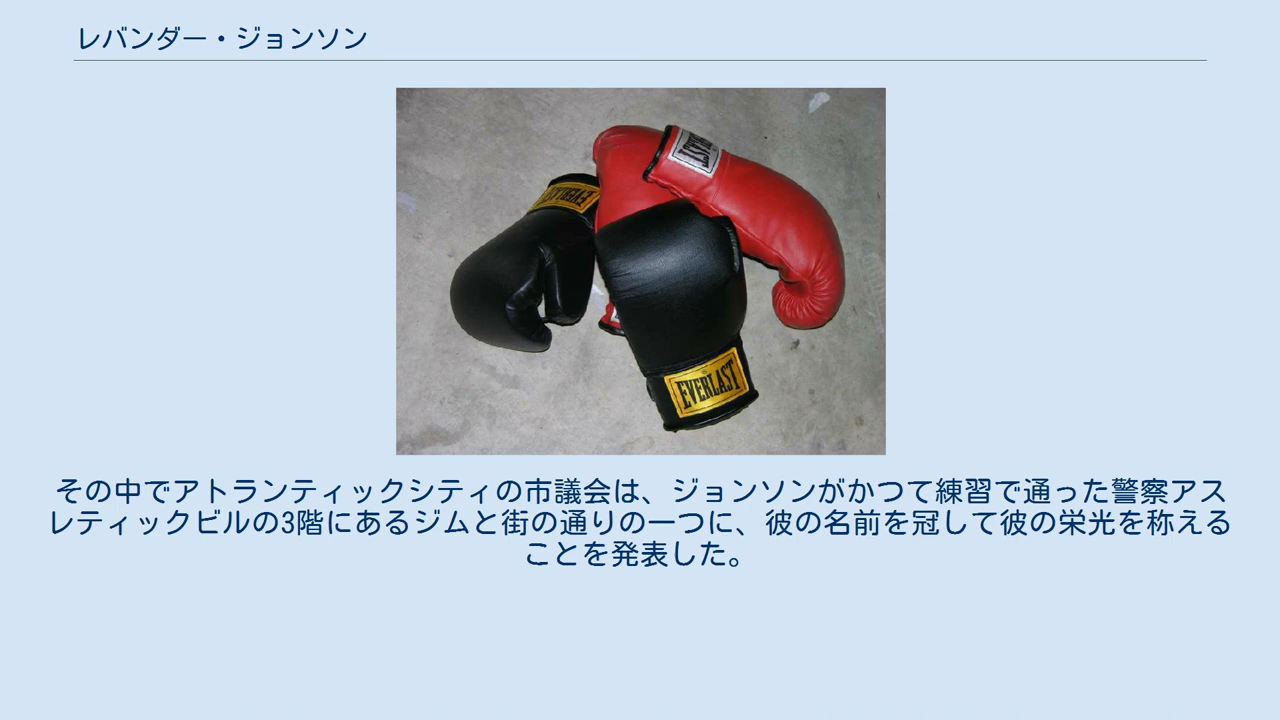 レバンダー・ジョンソン
EVERLAST
EVERLAST
その中でアトランティックシティの市議会は、ジョンソンがかつて練習で通った警察アス
レティックビルの3階にあるジムと街の通りの一つに、彼の名前を冠して彼の栄光を称える
ことを発表した。